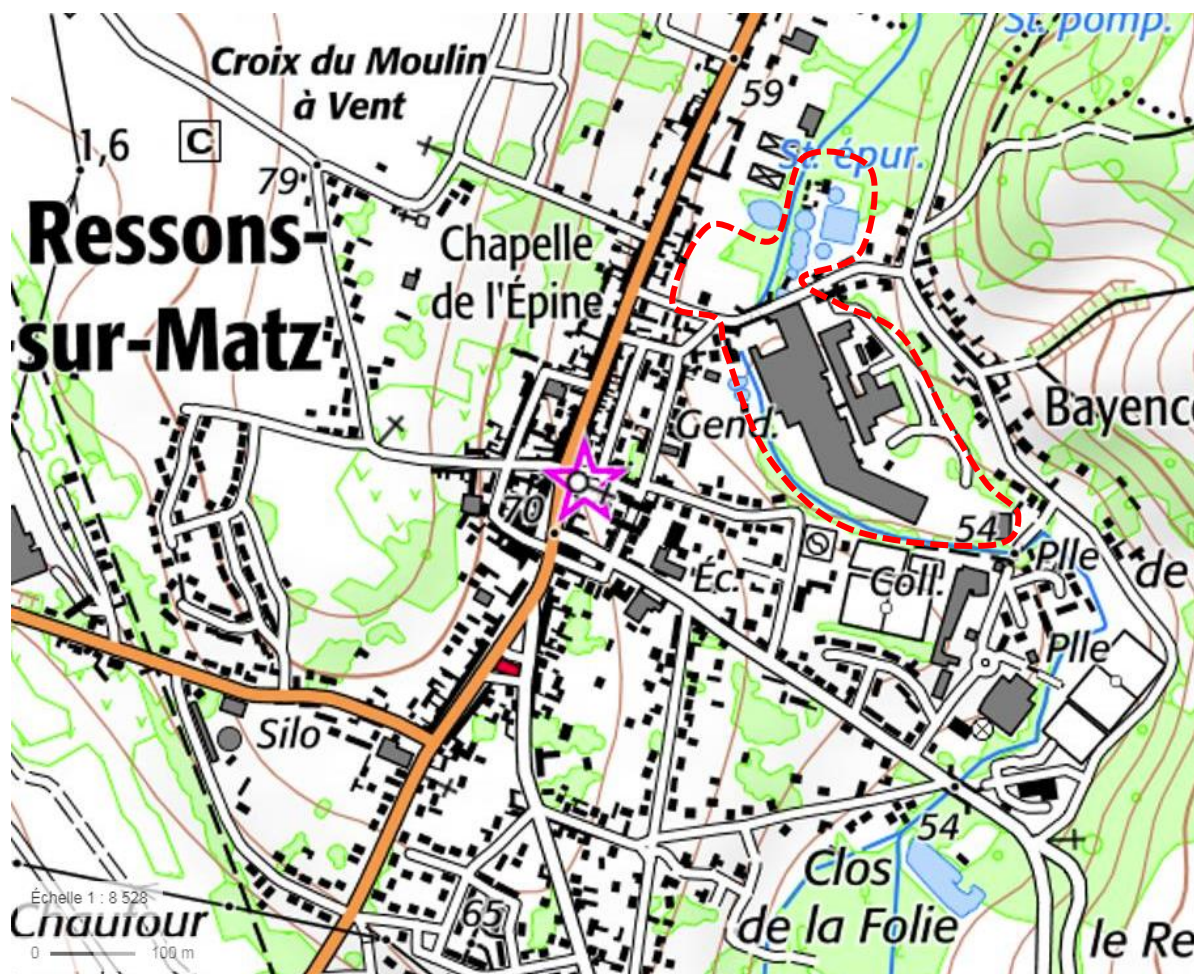 St. pomp.
Croix du Moulin
à Vent
59
1,6
C
St. épur.
79
Ressons-
sur-Matz
Chapelle
de l'Épine
Bayenc
Gend.
70
54
Plle
de
Éc.
Coll.
Plle
Silo
54
Clos
de la Folie
Échelle 1 : 8 528
Chaufour
65
le Re
0 100 m